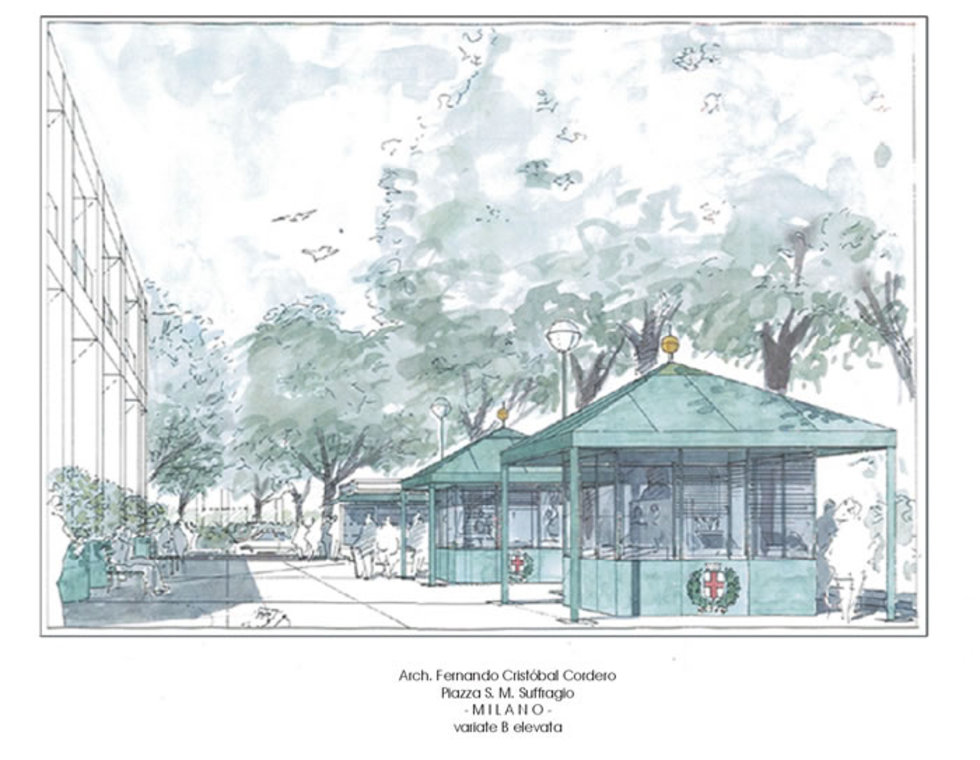 Arch. Fernando Cristóbal Cordero
Piazza S. M. Suffragio
- M I L A N O -
variate B elevata